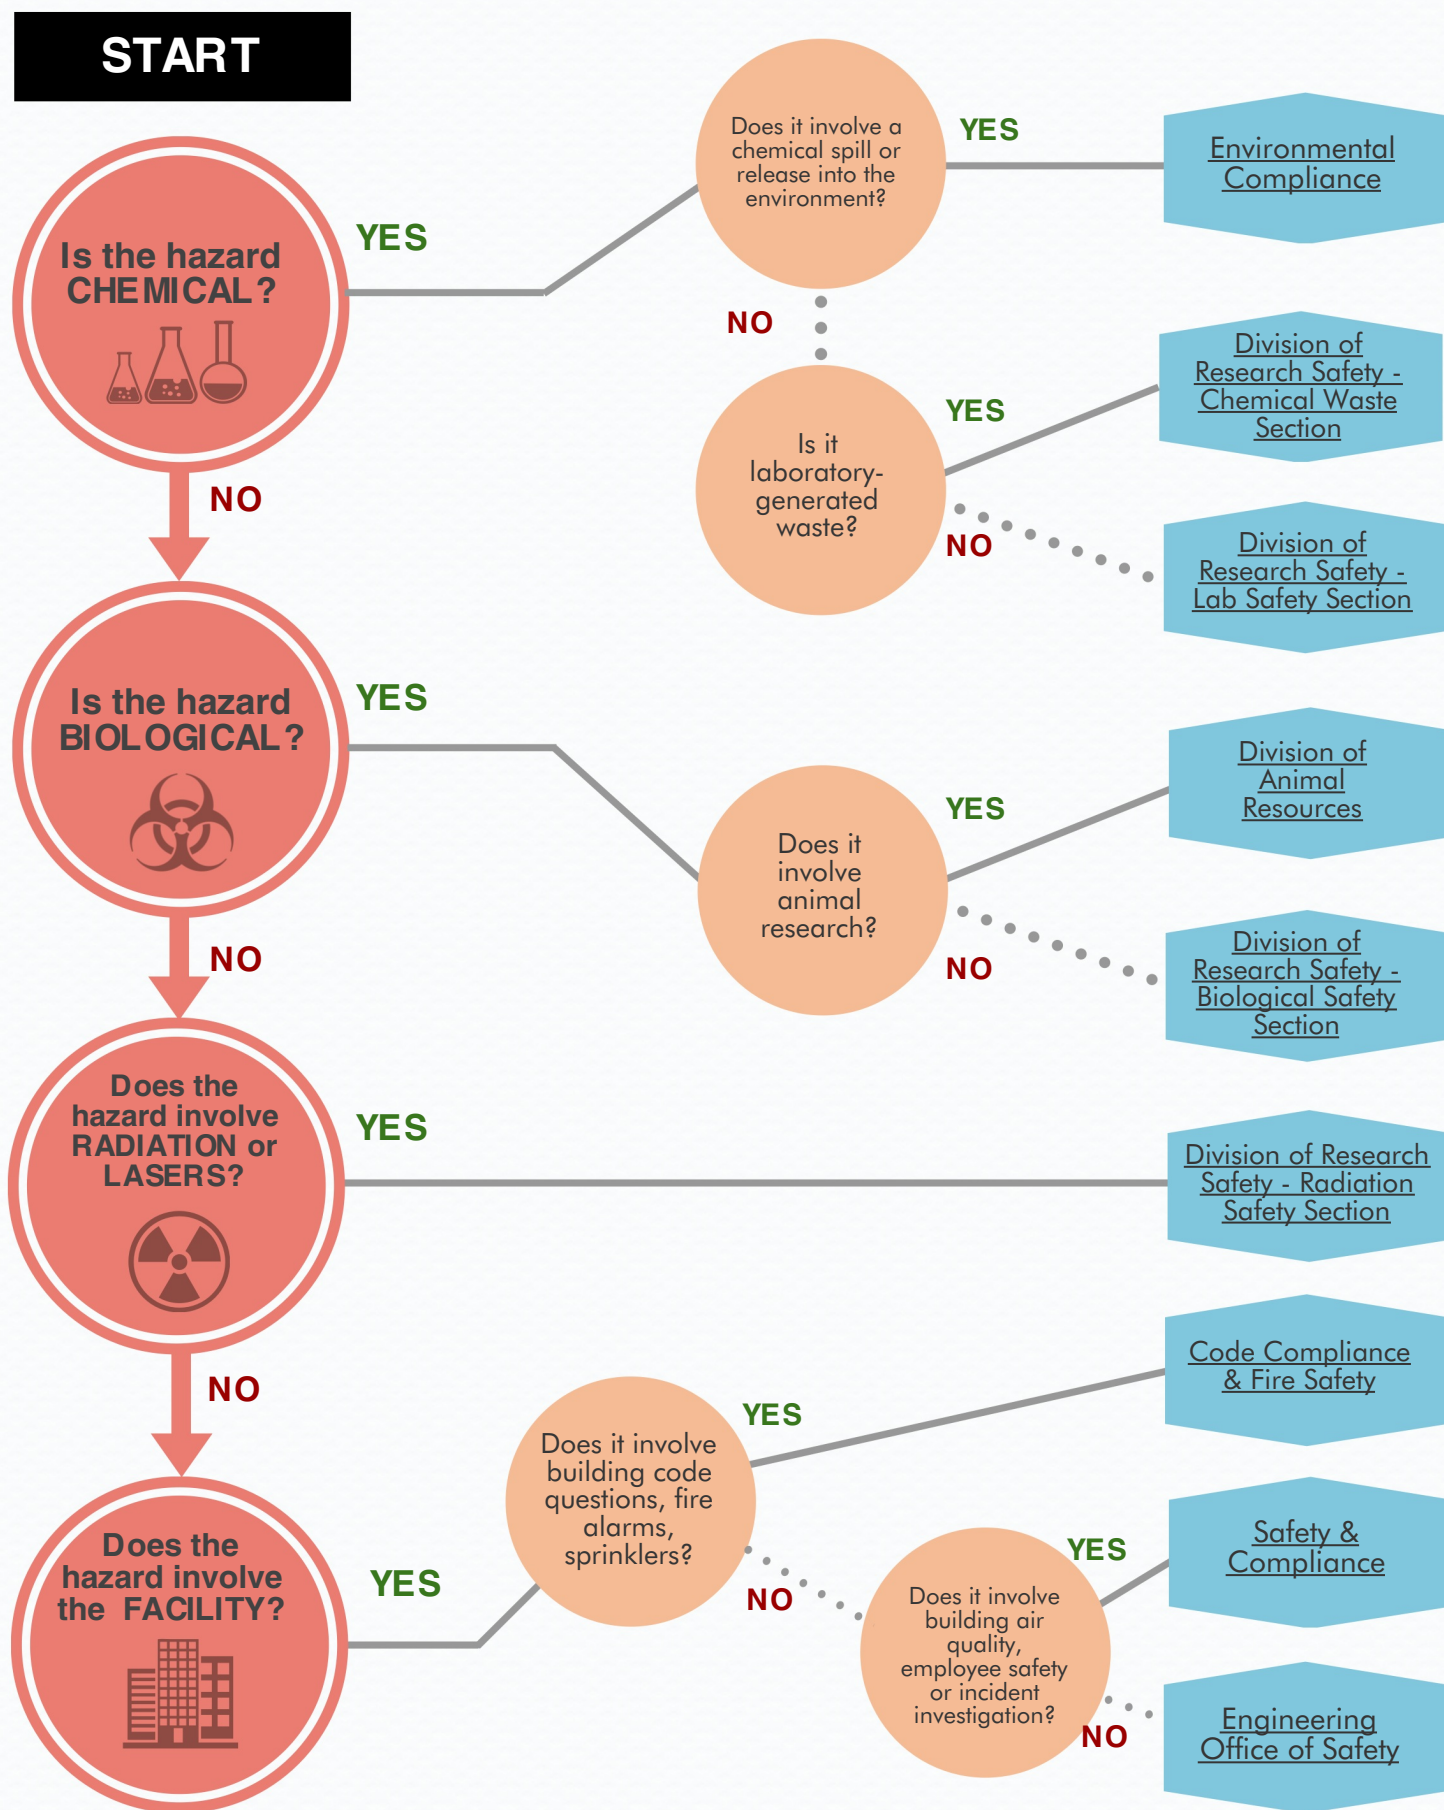 START
Is the hazard
CHEMICAL?
YES
NO
Does it involve a
chemical spill or
release into the
environment?
YES
Environmental
Compliance
NO
Is it
laboratory-
generated
waste?
YES
Division of
Research Safety -
Chemical Waste
Section
NO
Division of
Research Safety -
Lab Safety Section
Is the hazard
BIOLOGICAL?
YES
NO
Does it
involve
animal
research?
YES
Division of
Animal
Resources
NO
Division of
Research Safety -
Biological Safety
Section
Does the
hazard involve
RADIATION or
LASERS?
YES
Division of Research
Safety - Radiation
Safety Section
NO
Does the
hazard involve
the FACILITY?
YES
Does it involve
building code
questions, fire
alarms,
sprinklers?
YES
Code Compliance
& Fire Safety
NO
Does it involve
building air
quality,
employee safety
or incident
investigation?
YES
Safety &
Compliance
NO
Engineering
Office of Safety